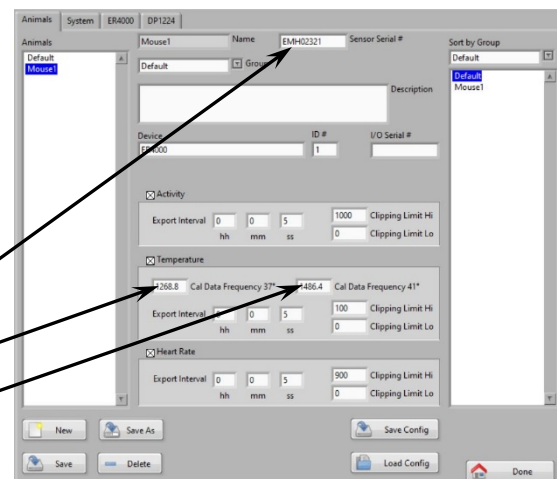 Animals System ER4000 DP1224
Animals
Default
Mouse1
Mouse1 Name EMH02321 Sensor Serial #
Default Group
Description
Device ID # I/O Serial #
ER4000 1
Activity
Export Interval 0 0 5 1000 Clipping Limit Hi
hh mm ss 0 Clipping Limit Lo
Temperature
1268.8 Cal Data Frequency 37° 1486.4 Cal Data Frequency 41°
Export Interval 0 0 5 100 Clipping Limit Hi
hh mm ss 0 Clipping Limit Lo
Heart Rate
Export Interval 0 0 5 900 Clipping Limit Hi
hh mm ss 0 Clipping Limit Lo
Sort by Group
Default
Default
Mouse1
New Save As Save Config
Save Delete Load Config Done